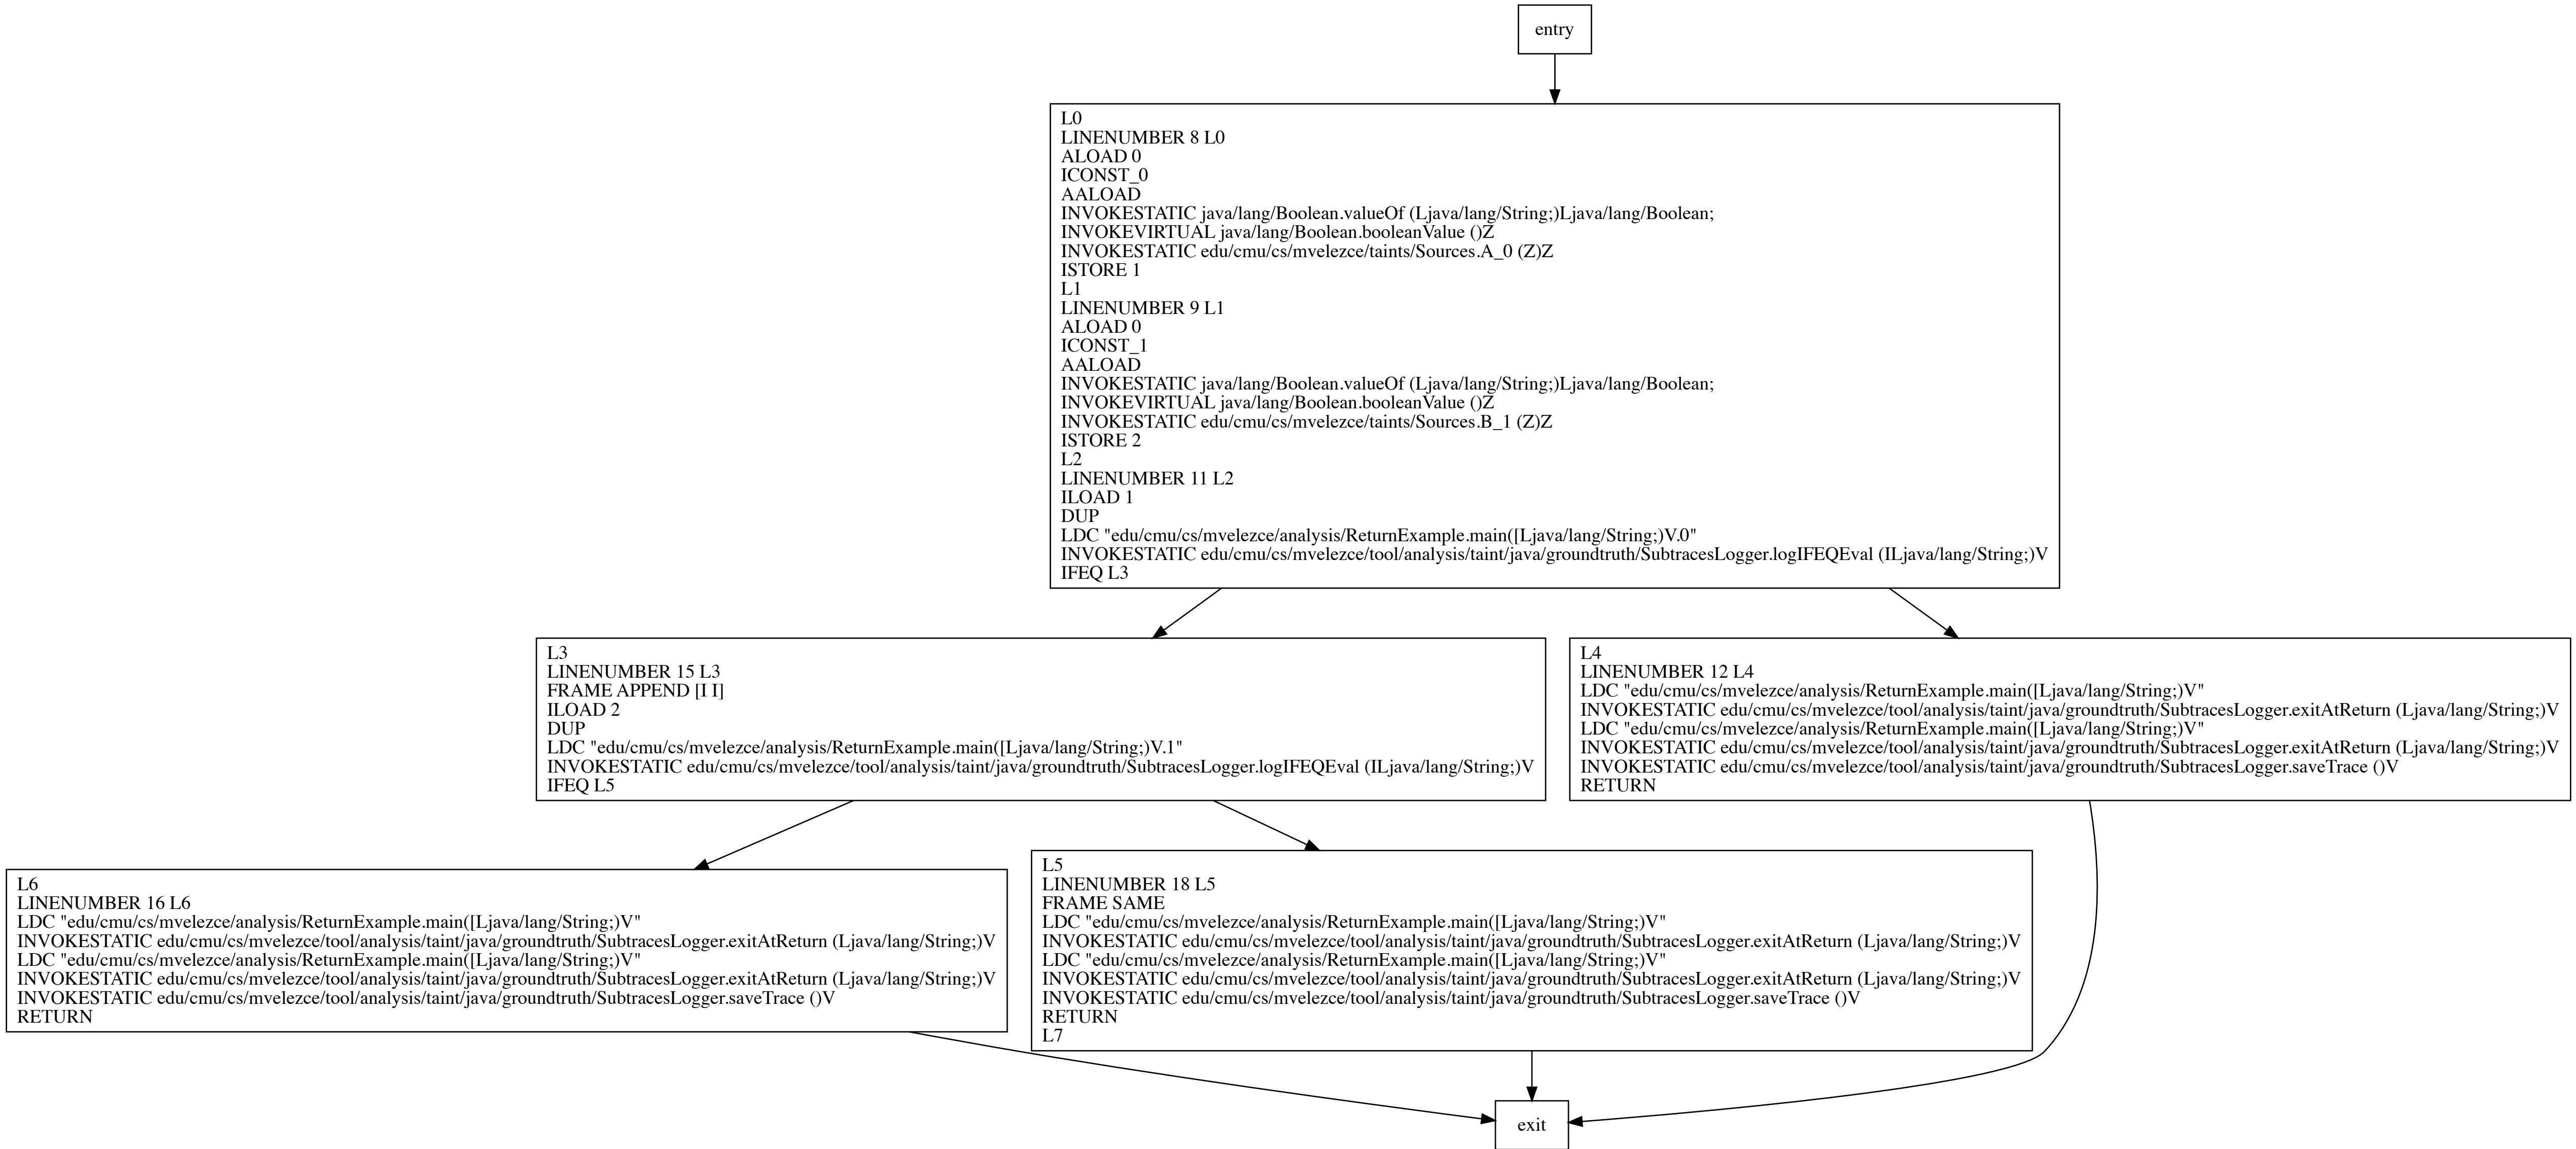 entry
L0
LINENUMBER 8 L0
ALOAD 0
ICONST_0
AALOAD
INVOKESTATIC java/lang/Boolean.valueOf (Ljava/lang/String;)Ljava/lang/Boolean;
INVOKEVIRTUAL java/lang/Boolean.booleanValue ()Z
INVOKESTATIC edu/cmu/cs/mvelezce/taints/Sources.A_0 (Z)Z
ISTORE 1
L1
LINENUMBER 9 L1
ALOAD 0
ICONST_1
AALOAD
INVOKESTATIC java/lang/Boolean.valueOf (Ljava/lang/String;)Ljava/lang/Boolean;
INVOKEVIRTUAL java/lang/Boolean.booleanValue ()Z
INVOKESTATIC edu/cmu/cs/mvelezce/taints/Sources.B_1 (Z)Z
ISTORE 2
L2
LINENUMBER 11 L2
ILOAD 1
DUP
LDC "edu/cmu/cs/mvelezce/analysis/ReturnExample.main([Ljava/lang/String;)V.0"
INVOKESTATIC edu/cmu/cs/mvelezce/tool/analysis/taint/java/groundtruth/SubtracesLogger.logIFEQEval (ILjava/lang/String;)V
IFEQ L3
L3
LINENUMBER 15 L3
FRAME APPEND [I I]
ILOAD 2
DUP
LDC "edu/cmu/cs/mvelezce/analysis/ReturnExample.main([Ljava/lang/String;)V.1"
INVOKESTATIC edu/cmu/cs/mvelezce/tool/analysis/taint/java/groundtruth/SubtracesLogger.logIFEQEval (ILjava/lang/String;)V
IFEQ L5
L4
LINENUMBER 12 L4
LDC "edu/cmu/cs/mvelezce/analysis/ReturnExample.main([Ljava/lang/String;)V"
INVOKESTATIC edu/cmu/cs/mvelezce/tool/analysis/taint/java/groundtruth/SubtracesLogger.exitAtReturn (Ljava/lang/String;)V
LDC "edu/cmu/cs/mvelezce/analysis/ReturnExample.main([Ljava/lang/String;)V"
INVOKESTATIC edu/cmu/cs/mvelezce/tool/analysis/taint/java/groundtruth/SubtracesLogger.exitAtReturn (Ljava/lang/String;)V
INVOKESTATIC edu/cmu/cs/mvelezce/tool/analysis/taint/java/groundtruth/SubtracesLogger.saveTrace ()V
RETURN
L6
LINENUMBER 16 L6
LDC "edu/cmu/cs/mvelezce/analysis/ReturnExample.main([Ljava/lang/String;)V"
INVOKESTATIC edu/cmu/cs/mvelezce/tool/analysis/taint/java/groundtruth/SubtracesLogger.exitAtReturn (Ljava/lang/String;)V
LDC "edu/cmu/cs/mvelezce/analysis/ReturnExample.main([Ljava/lang/String;)V"
INVOKESTATIC edu/cmu/cs/mvelezce/tool/analysis/taint/java/groundtruth/SubtracesLogger.exitAtReturn (Ljava/lang/String;)V
INVOKESTATIC edu/cmu/cs/mvelezce/tool/analysis/taint/java/groundtruth/SubtracesLogger.saveTrace ()V
RETURN
L5
LINENUMBER 18 L5
FRAME SAME
LDC "edu/cmu/cs/mvelezce/analysis/ReturnExample.main([Ljava/lang/String;)V"
INVOKESTATIC edu/cmu/cs/mvelezce/tool/analysis/taint/java/groundtruth/SubtracesLogger.exitAtReturn (Ljava/lang/String;)V
LDC "edu/cmu/cs/mvelezce/analysis/ReturnExample.main([Ljava/lang/String;)V"
INVOKESTATIC edu/cmu/cs/mvelezce/tool/analysis/taint/java/groundtruth/SubtracesLogger.exitAtReturn (Ljava/lang/String;)V
INVOKESTATIC edu/cmu/cs/mvelezce/tool/analysis/taint/java/groundtruth/SubtracesLogger.saveTrace ()V
RETURN
L7
exit